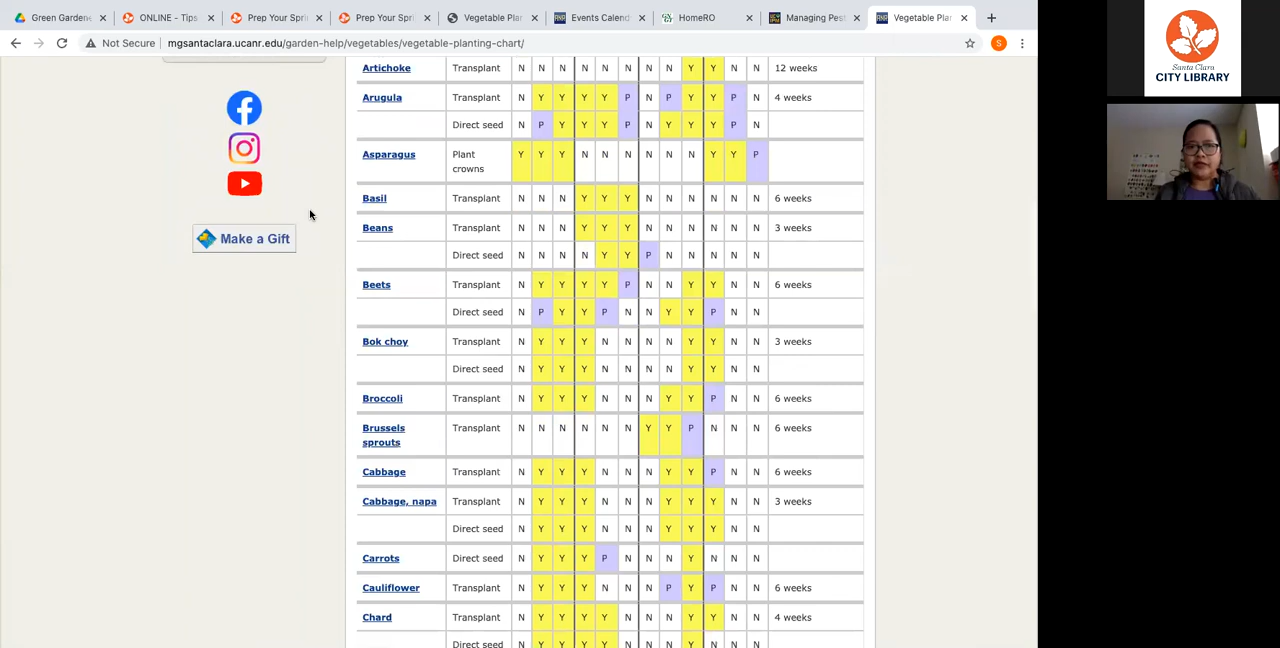 Green Garden
ONLINE - Tips
Prep Your Spri
Prep Your Spri
Vegetable Plan
Events Calend
HomeRO
Managing Pest
Vegetable Plan
Not Secure mgsantaclara.ucanr.edu/garden-help/vegetables/vegetable-planting-chart/
S
Make a Gift
Artichoke Transplant N N N N N N N N Y Y N N 12 weeks
Arugula Transplant N Y Y Y Y P N P Y Y P N 4 weeks
Direct seed N P Y Y Y P N Y Y Y P N
Asparagus Plant Y Y Y N N N N N N Y Y P
crowns
Basil Transplant N N N Y Y Y N N N N N N 6 weeks
Beans Transplant N N N Y Y Y N N N N N N 3 weeks
Direct seed N N N N Y Y P N N N N N
Beets Transplant N Y Y Y Y P N N Y Y N N 6 weeks
Direct seed N P Y Y P N N Y Y P N N
Bok choy Transplant N Y Y Y N N N N Y Y N N 3 weeks
Direct seed N Y Y Y N N N N Y Y N N
Broccoli Transplant N Y Y Y N N N Y Y P N N 6 weeks
Brussels Transplant N N N N N N Y Y P N N N 6 weeks
sprouts
Cabbage Transplant N Y Y Y N N N Y Y P N N 6 weeks
Cabbage, napa Transplant N Y Y Y N N N Y Y Y N N 3 weeks
Direct seed N Y Y Y N N N Y Y Y N N
Carrots Direct seed N Y Y Y P N N N Y N N N
Cauliflower Transplant N Y Y Y N N N P Y P N N 6 weeks
Chard Transplant N Y Y Y Y N N N Y Y N N 4 weeks
Direct seed N Y Y Y Y N N N Y N N N
Santa Clara
CITY LIBRARY